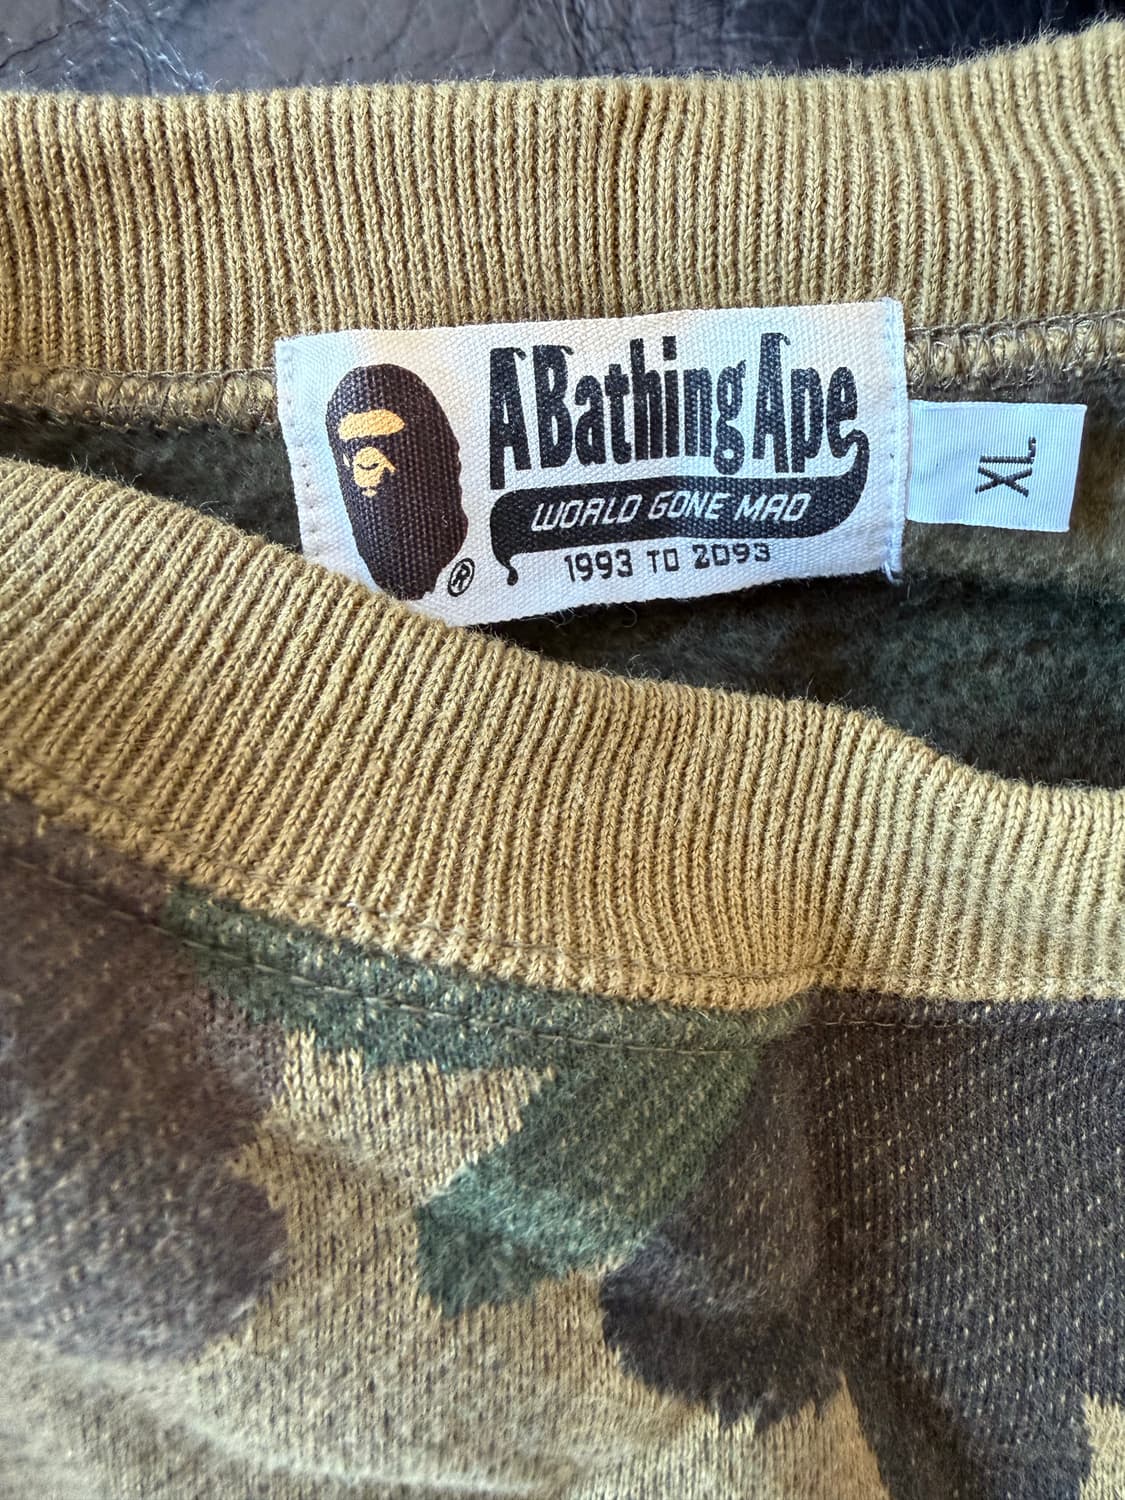 A Bathing Ape
WORLD GONE MAD
1993 TO 2093
®
XL.